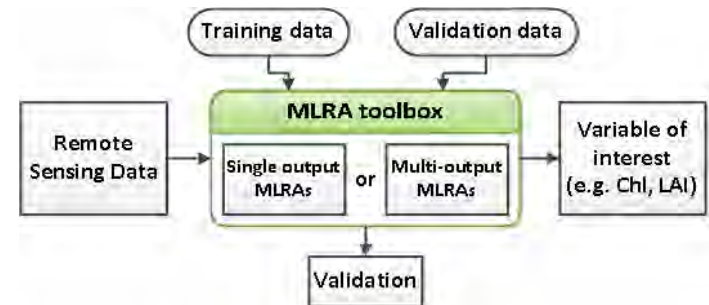 Training data
Validation data
MLRA toolbox
Remote
Sensing Data
Single output
MLRAs
or
Multi-output
MLRAs
Variable of
interest
(e.g. Chl, LAI)
Validation